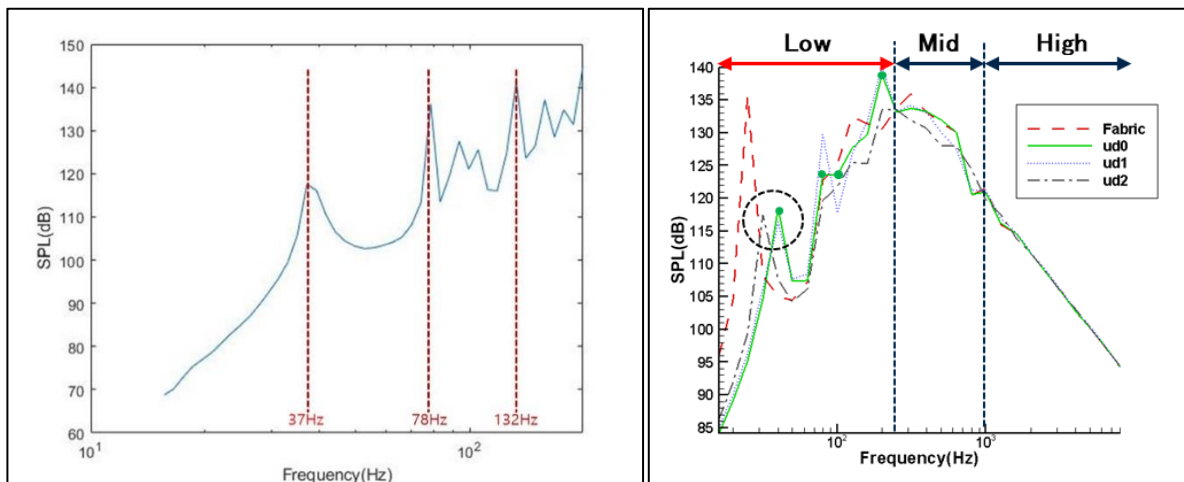 150
140
130
120
110
100
90
80
70
60
SPL(dB)
37Hz
78Hz
132Hz
10^1
10^2
Frequency(Hz)
Low
Mid
High
140
135
130
125
120
115
110
105
100
95
90
85
SPL(dB)
Fabric
ud0
ud1
ud2
10^2
10^3
Frequency(Hz)